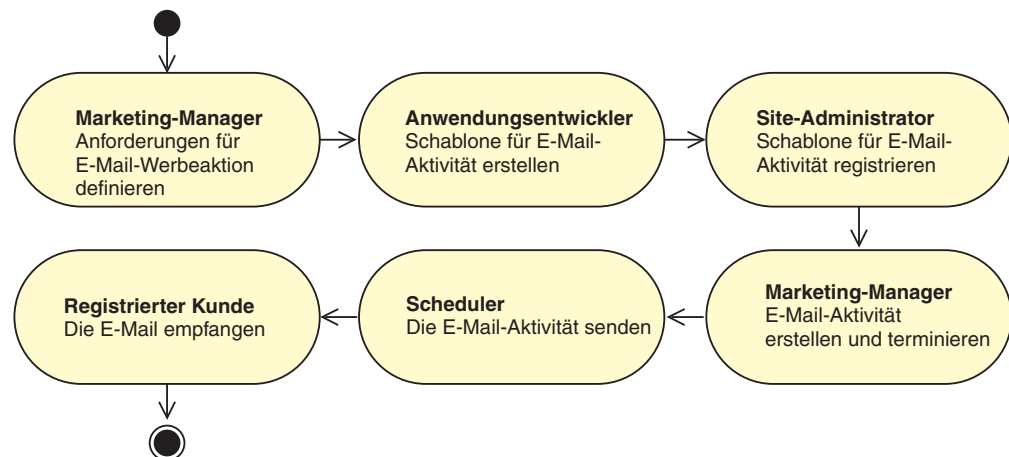 Marketing-Manager
Anforderungen für
E-Mail-Werbeaktion
definieren
Anwendungsentwickler
Schablone für E-Mail-
Aktivität erstellen
Site-Administrator
Schablone für E-Mail-
Aktivität registrieren
Marketing-Manager
E-Mail-Aktivität
erstellen und terminieren
Scheduler
Die E-Mail-Aktivität senden
Registrierter Kunde
Die E-Mail empfangen